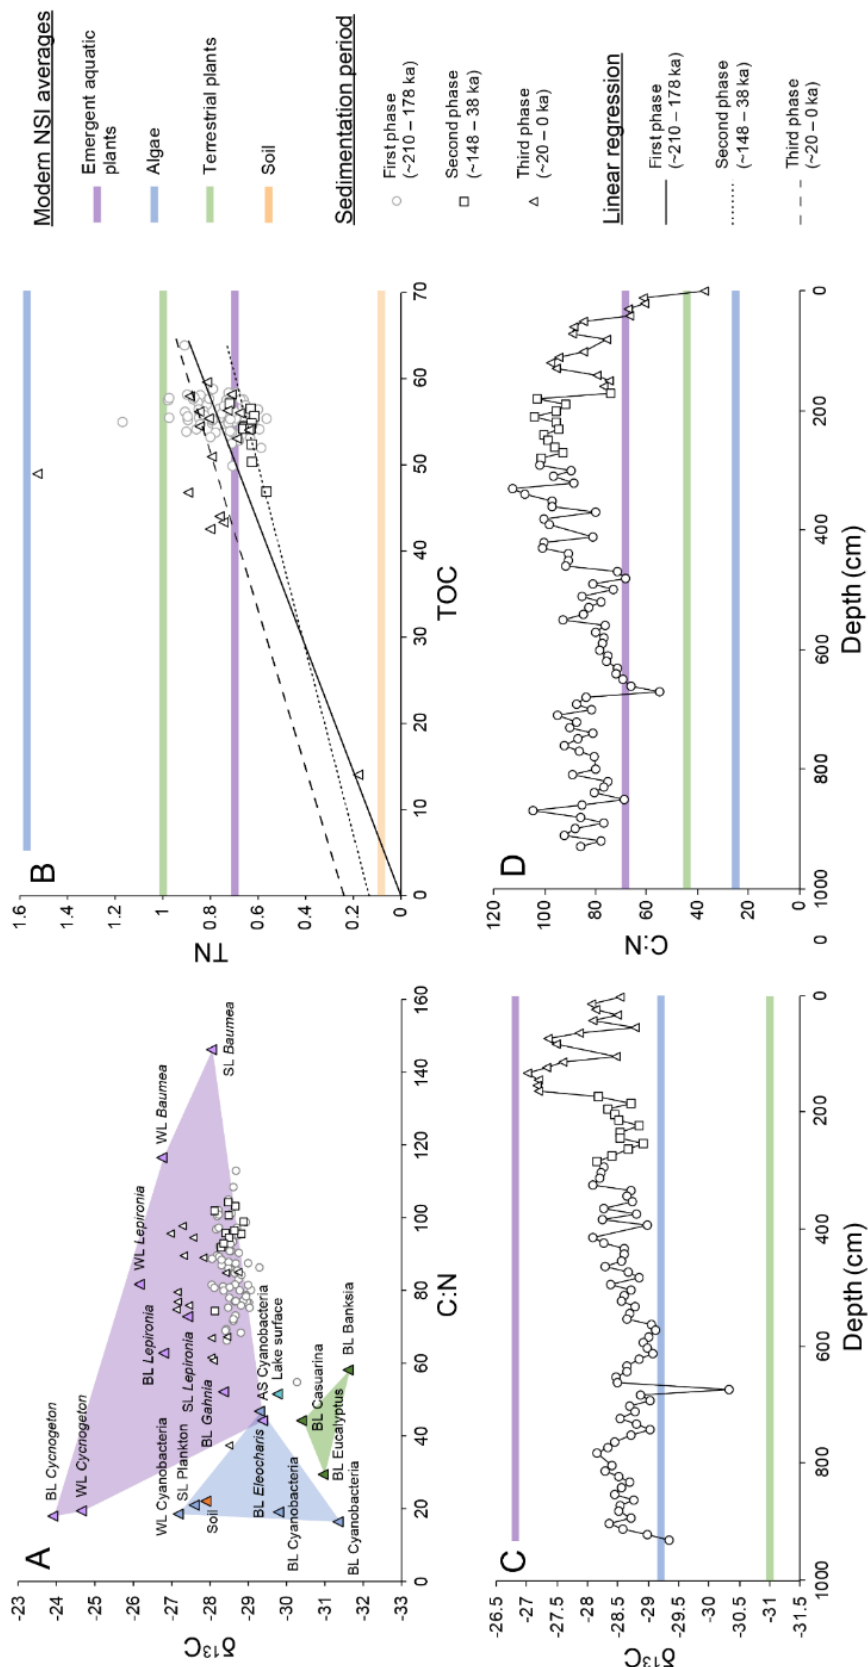 A
δ13C
-23
-24
-25
-26
-27
-28
-29
-30
-31
-32
-33
0
20
40
60
80
100
120
140
160
C:N
BL Cycnogeton
WL Cycnogeton
BL Lepironia
WL Lepironia
WL Baumea
SL Baumea
SL Lepironia
BL Gahnia
SL Plankton
WL Cyanobacteria
Soil
BL Eleocharis
AS Cyanobacteria
Lake surface
BL Cyanobacteria
BL Cyanobacteria
BL Casuarina
BL Eucalyptus
BL Banksia
B
TN
1.6
1.4
1.2
1
0.8
0.6
0.4
0.2
0
0
10
20
30
40
50
60
70
TOC
Modern NSI averages
Emergent aquatic
plants
Algae
Terrestrial plants
Soil
Sedimentation period
First phase
(~210 – 178 ka)
Second phase
(~148 – 38 ka)
Third phase
(~20 – 0 ka)
Linear regression
First phase
(~210 – 178 ka)
Second phase
(~148 – 38 ka)
Third phase
(~20 – 0 ka)
C
δ13C
-26.5
-27
-27.5
-28
-28.5
-29
-29.5
-30
-30.5
-31
-31.5
1000
800
600
400
200
0
Depth (cm)
D
C:N
120
100
80
60
40
20
0
0
1000
800
600
400
200
0
Depth (cm)